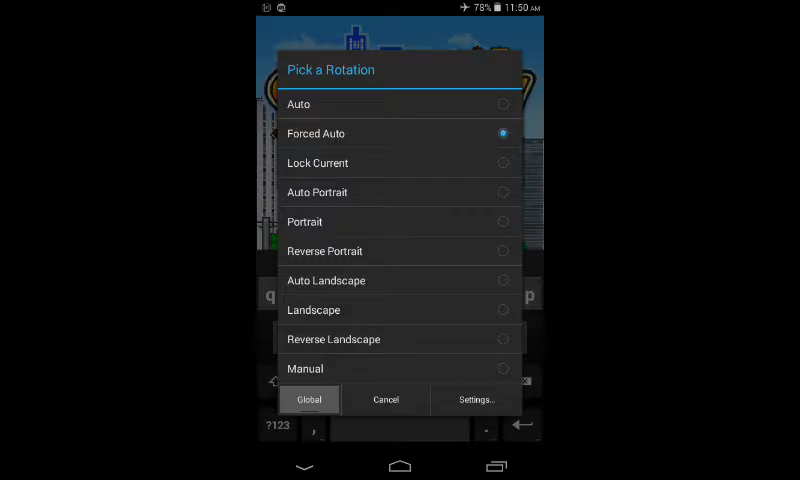 78% 11:50 AM
Pick a Rotation
Auto
Forced Auto
Lock Current
Auto Portrait
Portrait
Reverse Portrait
Auto Landscape
Landscape
Reverse Landscape
Manual
Global Cancel Settings...
q p
?123 , .